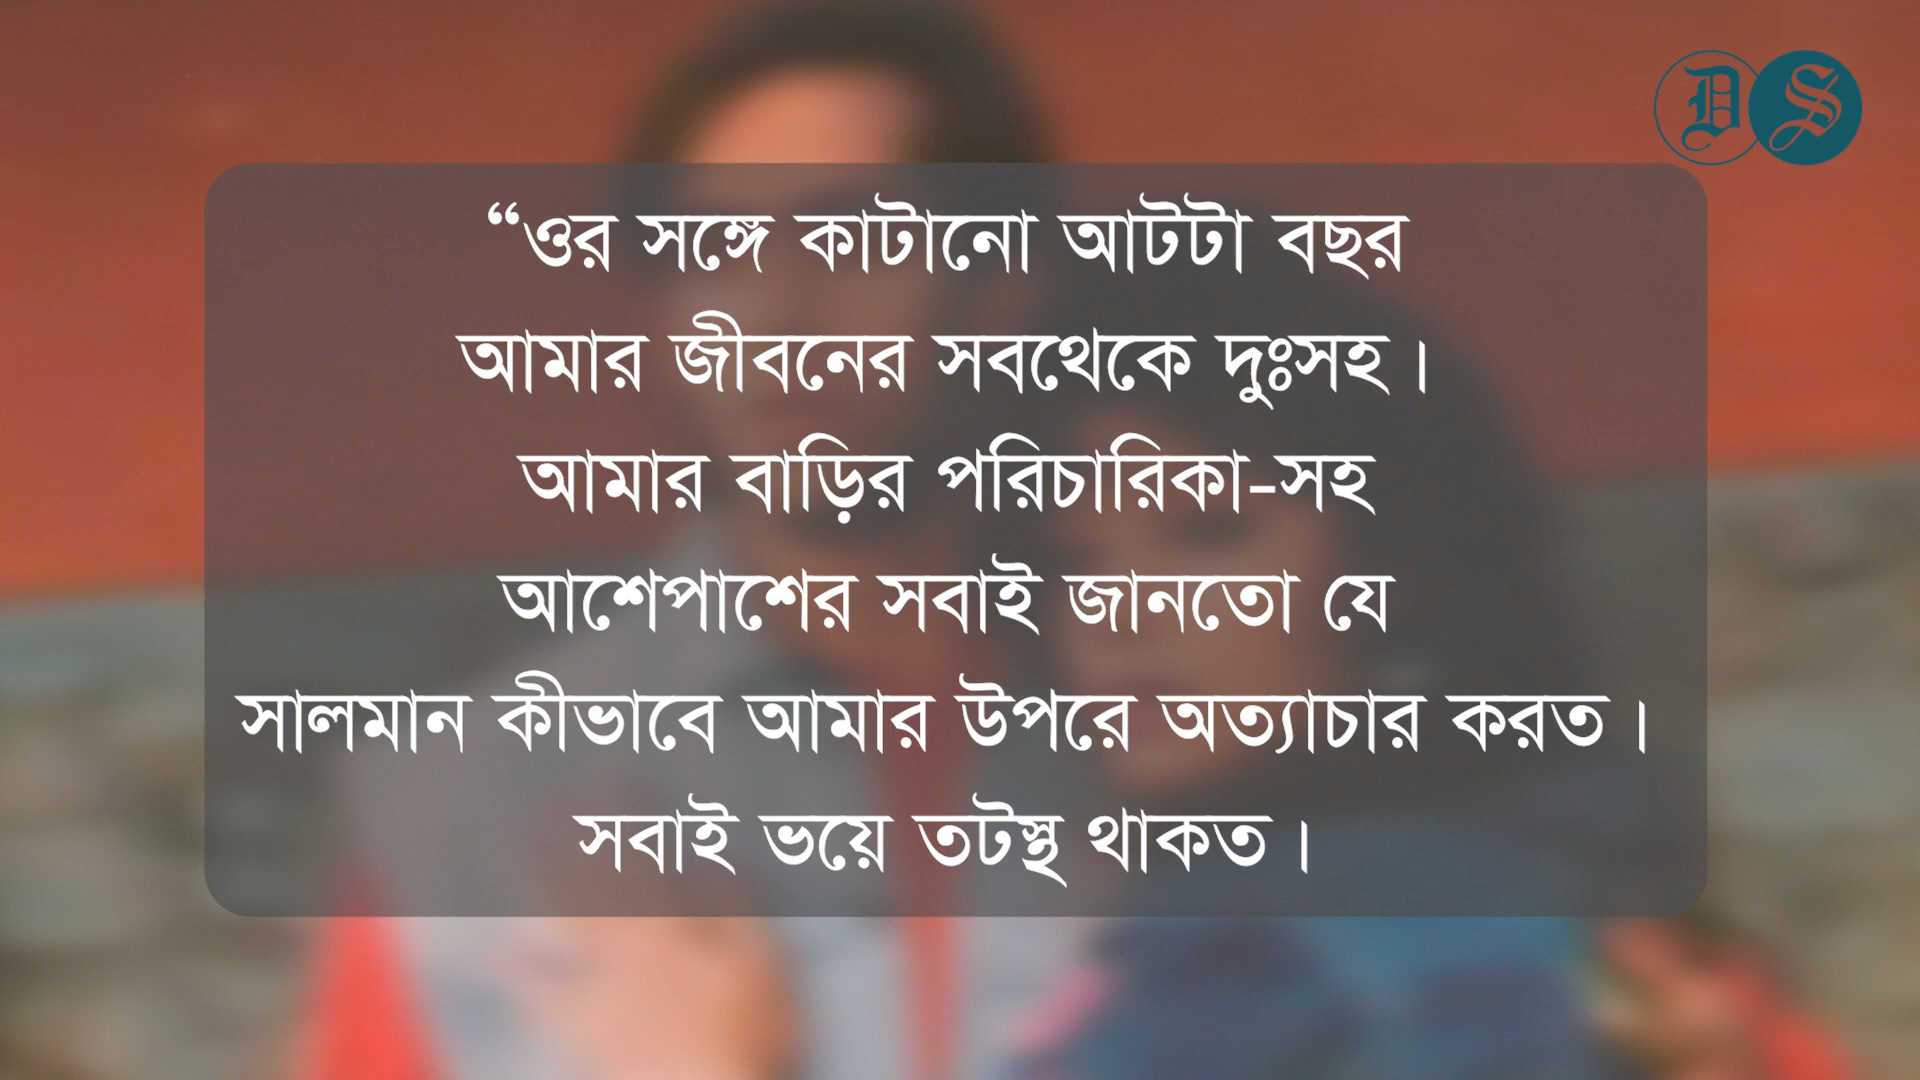 DS
“ওর সঙ্গে কাটানো আটটা বছর
আমার জীবনের সবথেকে দুঃসহ।
আমার বাড়ির পরিচারিকা-সহ
আশেপাশের সবাই জানতো যে
সালমান কীভাবে আমার উপরে অত্যাচার করত।
সবাই ভয়ে তটস্থ থাকত।